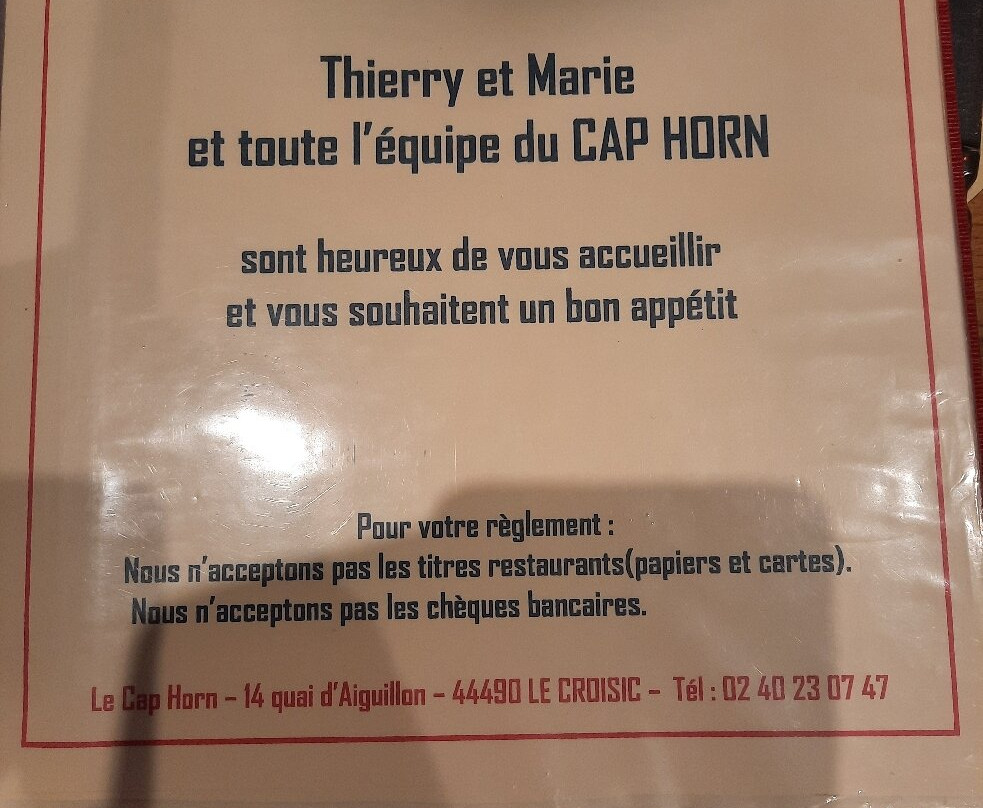 Thierry et Marie
et toute l'équipe du CAP HORN
sont heureux de vous accueillir
et vous souhaitent un bon appétit
Pour votre règlement :
Nous n'acceptons pas les titres restaurants(papiers et cartes).
Nous n'acceptons pas les chèques bancaires.
Le Cap Horn – 14 quai d'Aiguillon – 44490 LE CROISIC – Tél : 02 40 23 07 47